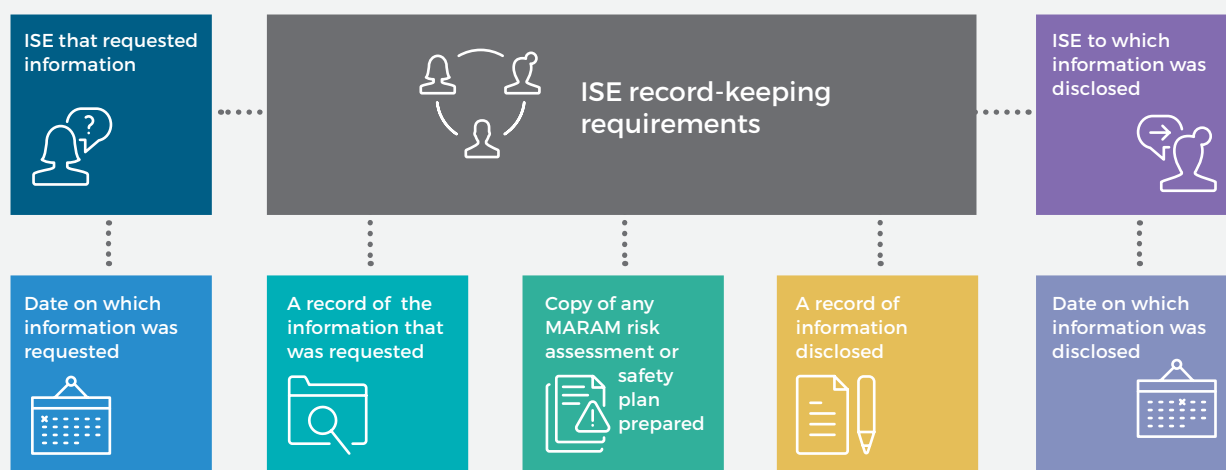 ISE that requested
information
?
ISE record-keeping
requirements
ISE to which
information was
disclosed
Date on which
information was
requested
A record of the
information that
was requested
Copy of any
MARAM risk
assessment or
safety
plan
prepared
A record of
information
disclosed
Date on which
information was
disclosed